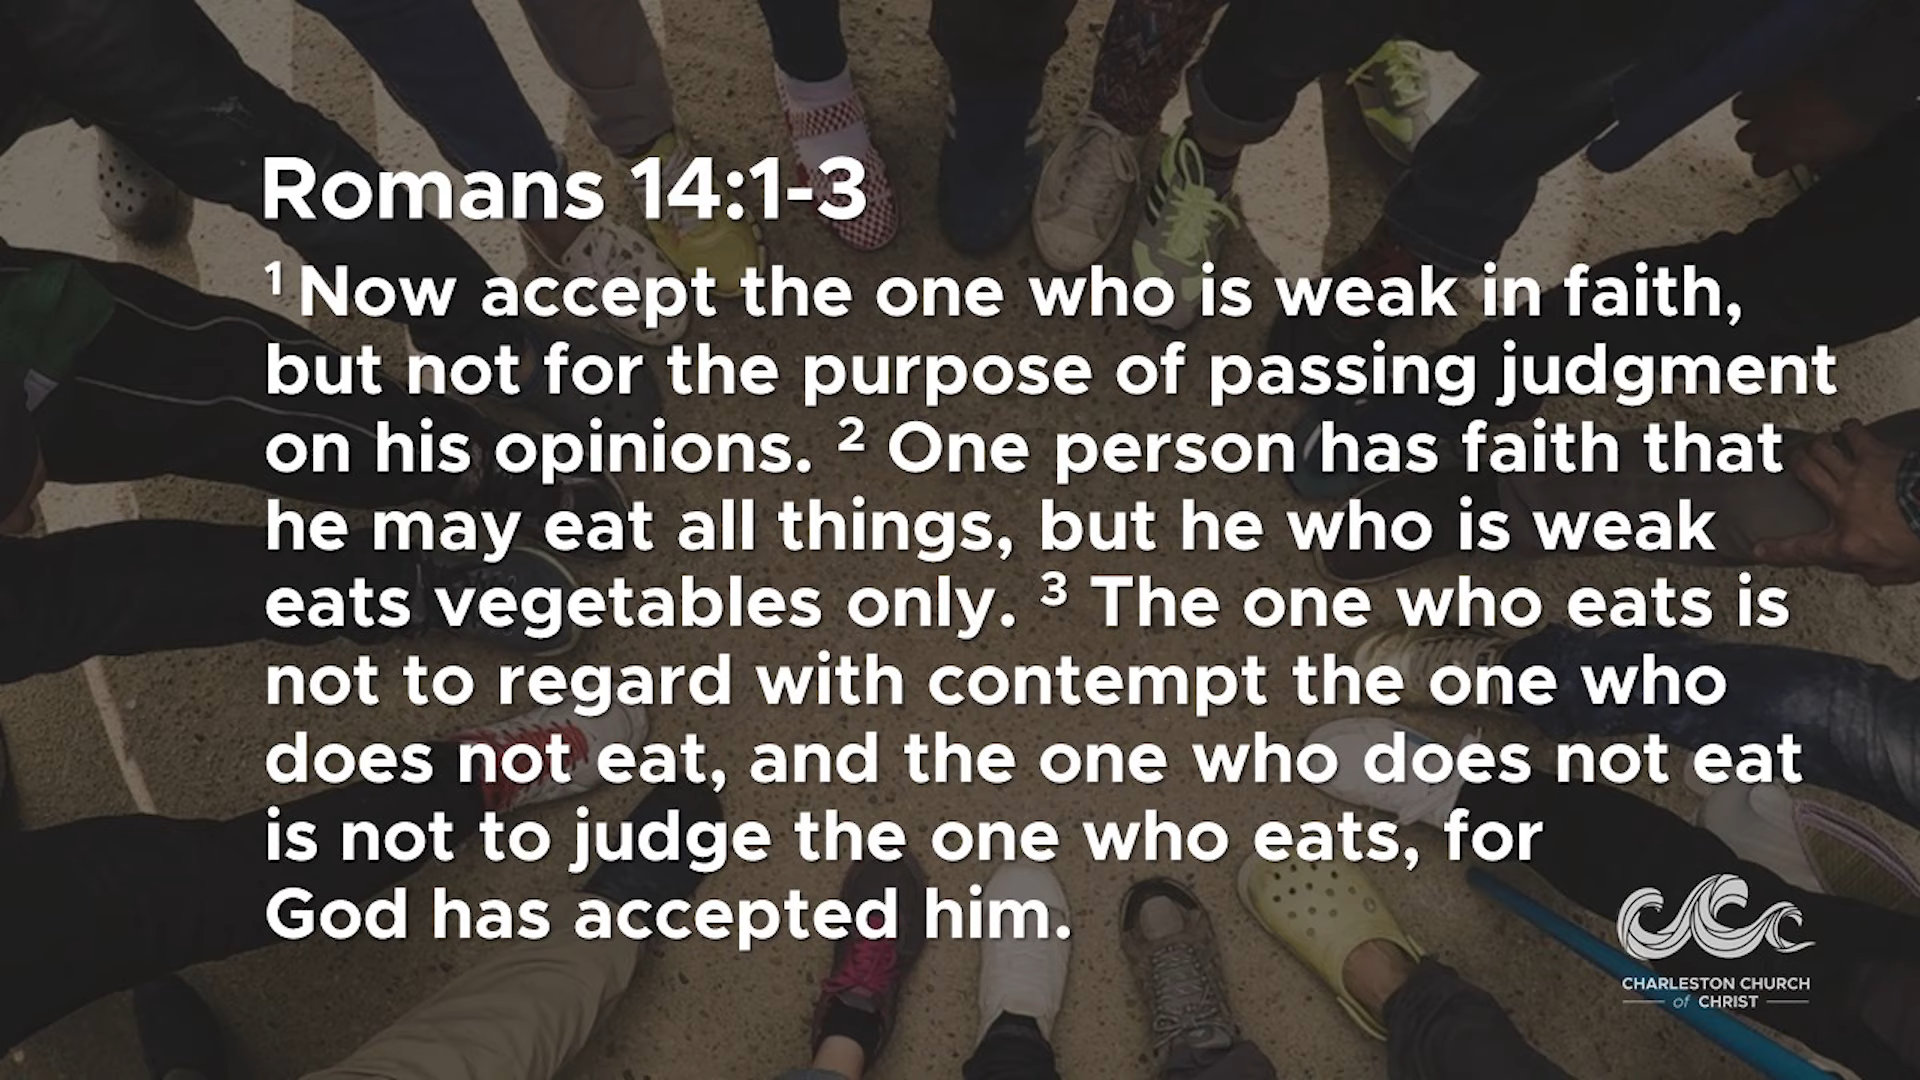 Romans 14:1-3
¹ Now accept the one who is weak in faith,
but not for the purpose of passing judgment
on his opinions. ² One person has faith that
he may eat all things, but he who is weak
eats vegetables only. ³ The one who eats is
not to regard with contempt the one who
does not eat, and the one who does not eat
is not to judge the one who eats, for
God has accepted him.
CHARLESTON CHURCH
of CHRIST